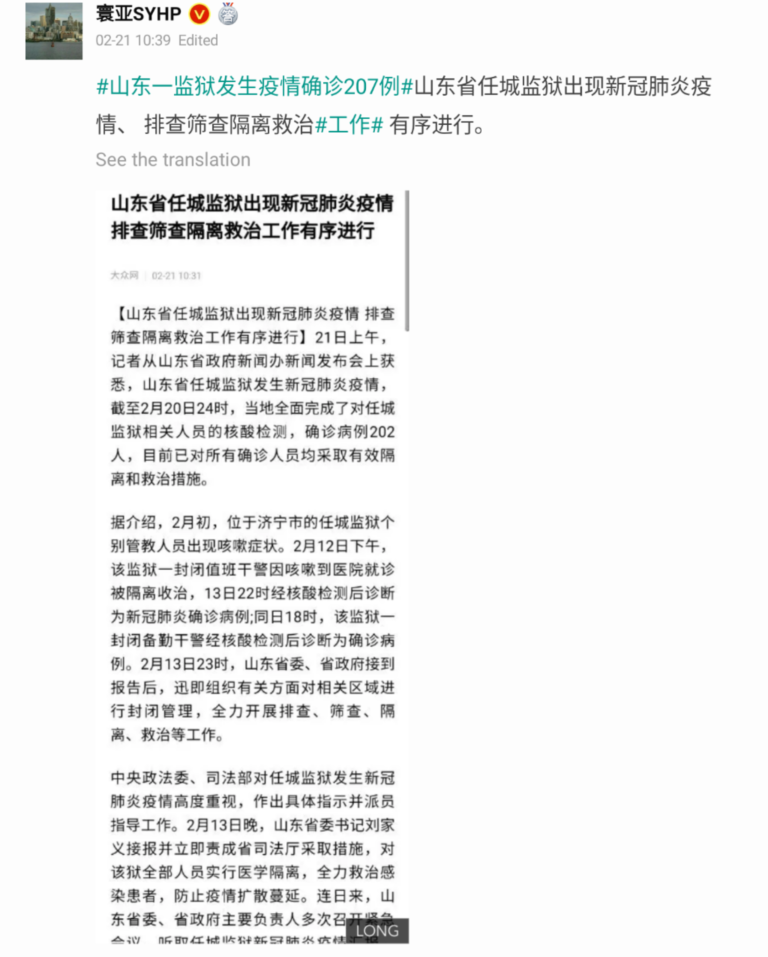 寰亚SYHP
02-21 10:39 Edited
#山东一监狱发生疫情确诊207例#山东省任城监狱出现新冠肺炎疫
情、 排查筛查隔离救治#工作# 有序进行。
See the translation
山东省任城监狱出现新冠肺炎疫情
排查筛查隔离救治工作有序进行
大众网 02-21 10:31
【山东省任城监狱出现新冠肺炎疫情 排查
筛查隔离救治工作有序进行】21日上午，
记者从山东省政府新闻办新闻发布会上获
悉，山东省任城监狱发生新冠肺炎疫情，
截至2月20日24时，当地全面完成了对任城
监狱相关人员的核酸检测，确诊病例202
人，目前已对所有确诊人员均采取有效隔
离和救治措施。
据介绍，2月初，位于济宁市的任城监狱个
别管教人员出现咳嗽症状。2月12日下午，
该监狱一封闭值班干警因咳嗽到医院就诊
被隔离收治，13日22时经核酸检测后诊断
为新冠肺炎确诊病例;同日18时，该监狱一
封闭备勤干警经核酸检测后诊断为确诊病
例。2月13日23时，山东省委、省政府接到
报告后，迅即组织有关方面对相关区域进
行封闭管理，全力开展排查、筛查、隔
离、救治等工作。
中央政法委、司法部对任城监狱发生新冠
肺炎疫情高度重视，作出具体指示并派员
指导工作。2月13日晚，山东省委书记刘家
义接报并立即责成省司法厅采取措施，对
该狱全部人员实行医学隔离，全力救治感
染患者，防止疫情扩散蔓延。连日来，山
东省委、省政府主要负责人多次召开紧急
会议，听取任城监狱新冠肺炎疫情
LONG